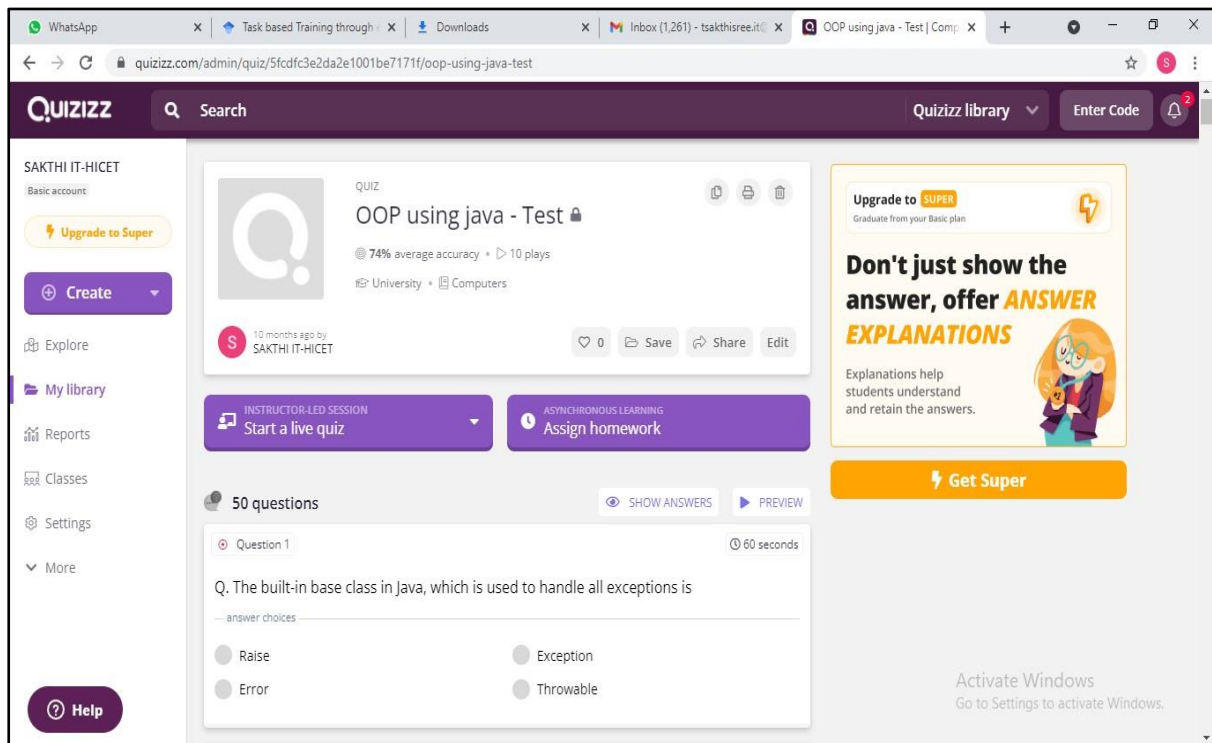 WhatsApp
Task based Training through
Downloads
Inbox (1,261) - tsakthisree.it
OOP using java - Test | Comp
quizizz.com/admin/quiz/5fcdfc3e2da2e1001be7171f/oop-using-java-test
S
QUIZIZZ
Search
Quizizz library
Enter Code
2
SAKTHI IT-HICET
Basic account
Upgrade to Super
Create
Explore
My library
Reports
Classes
Settings
More
Help
QUIZ
OOP using java - Test
74% average accuracy • 10 plays
University • Computers
S
10 months ago by
SAKTHI IT-HICET
0 Save Share Edit
INSTRUCTOR-LED SESSION
Start a live quiz
ASYNCHRONOUS LEARNING
Assign homework
50 questions
SHOW ANSWERS
PREVIEW
Question 1
60 seconds
Q. The built-in base class in Java, which is used to handle all exceptions is
answer choices
Raise
Exception
Error
Throwable
Upgrade to SUPER
Graduate from your Basic plan
Don't just show the
answer, offer ANSWER
EXPLANATIONS
Explanations help
students understand
and retain the answers.
Get Super
Activate Windows
Go to Settings to activate Windows.